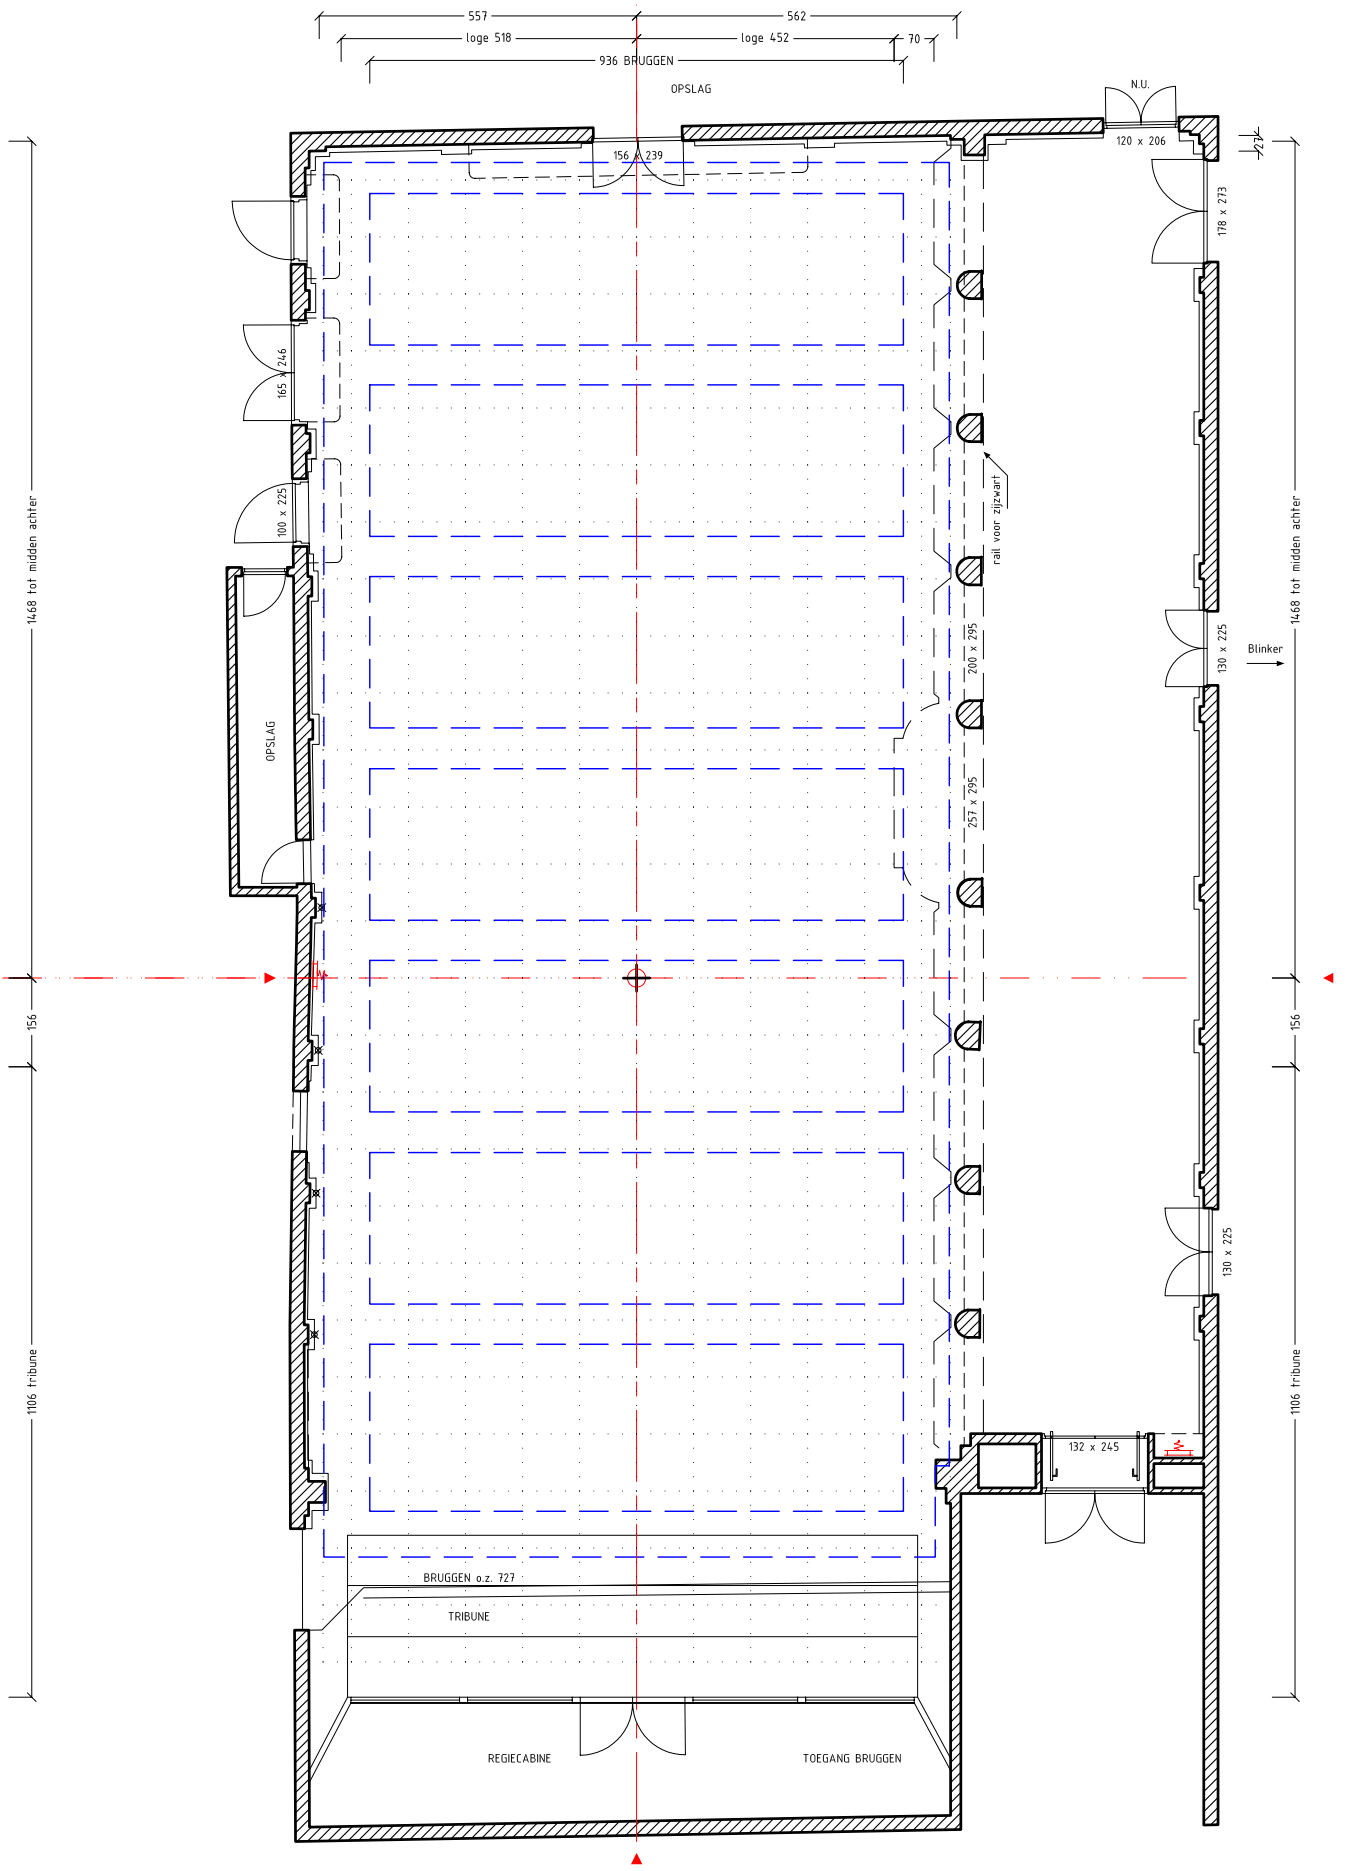 557
562
loge 518
loge 452
70
936 BRUGGEN
OPSLAG
N.U.
156 x 239
120 x 206
27
178 x 273
165 x 246
100 x 225
1468 tot midden achter
rail voor zijzwart
1468 tot midden achter
200 x 295
130 x 225
Blinker
OPSLAG
257 x 295
156
156
130 x 225
1106 tribune
1106 tribune
132 x 245
BRUGGEN o.z. 727
TRIBUNE
REGIECABINE
TOEGANG BRUGGEN